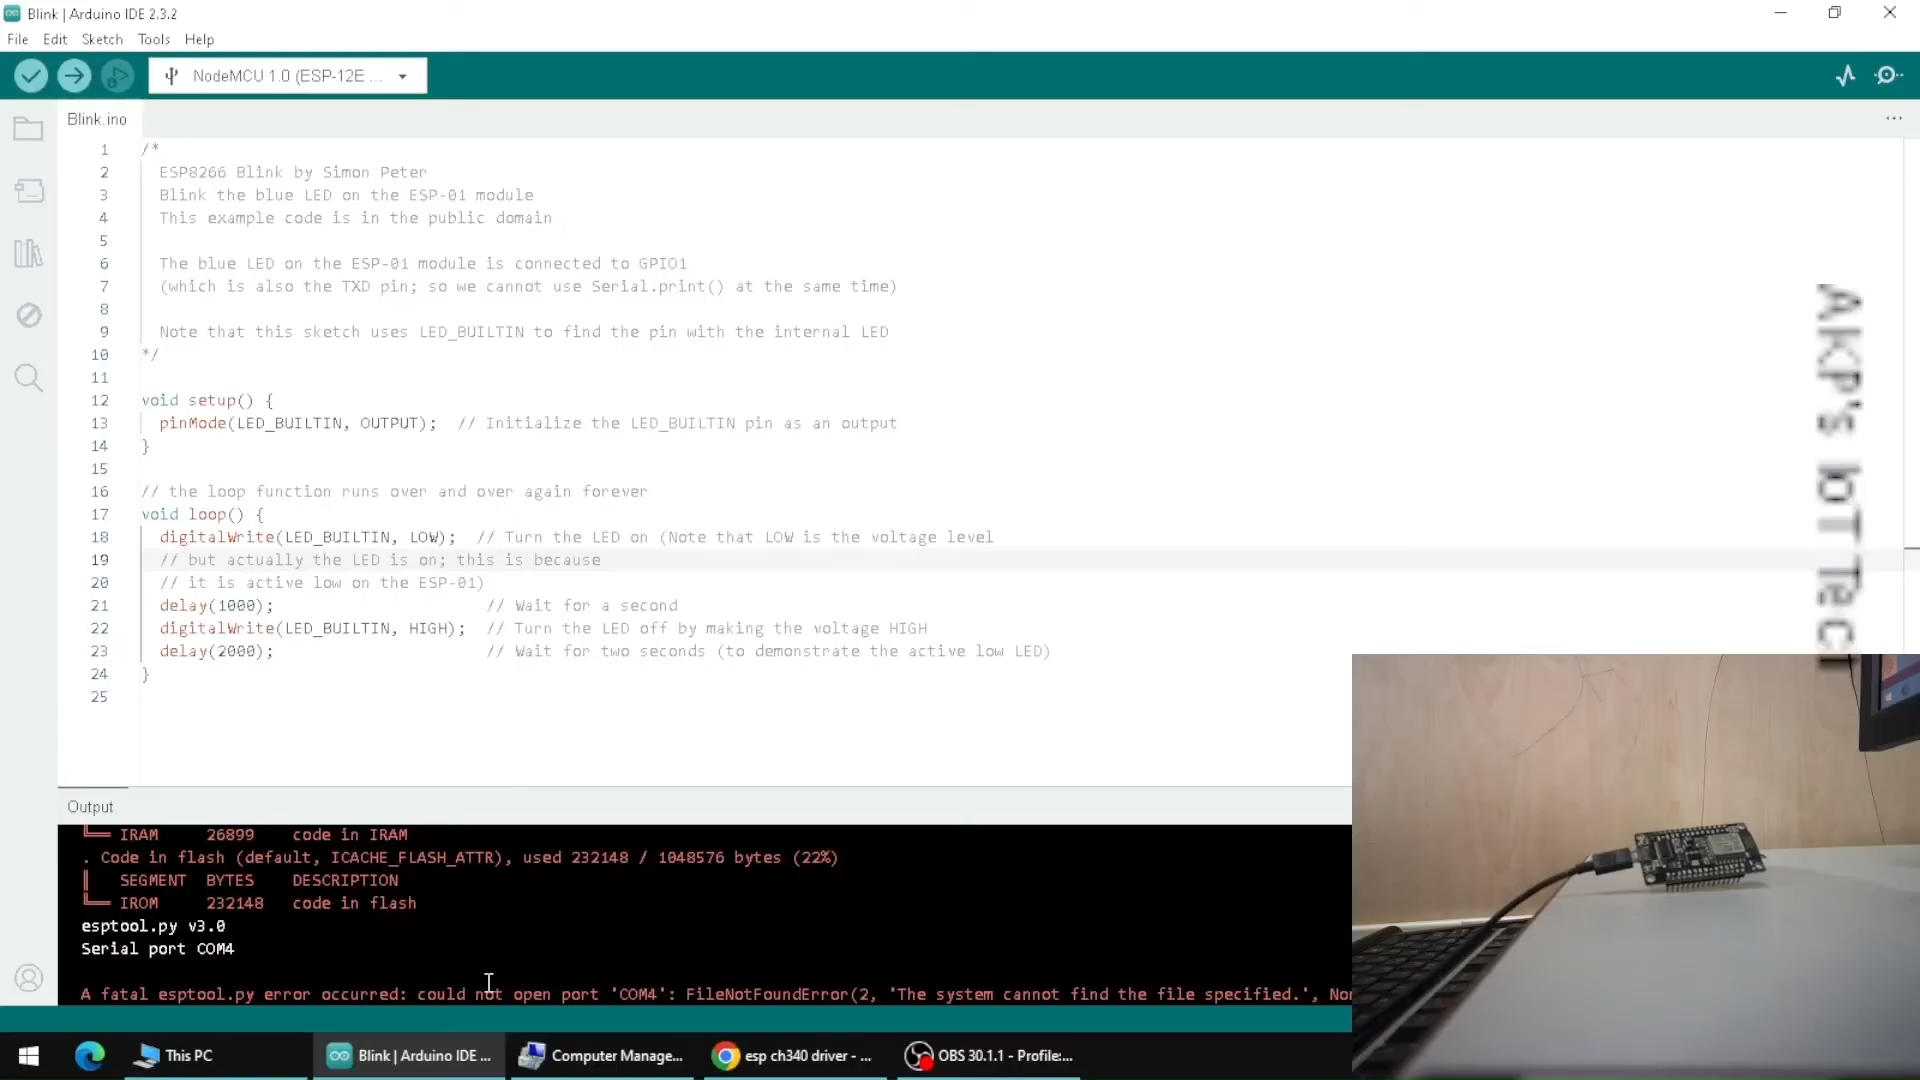 Blink | Arduino IDE 2.3.2
File Edit Sketch Tools Help
NodeMCU 1.0 (ESP-12E ...
Blink.ino
1 /*
2 ESP8266 Blink by Simon Peter
3 Blink the blue LED on the ESP-01 module
4 This example code is in the public domain
5
6 The blue LED on the ESP-01 module is connected to GPIO1
7 (which is also the TXD pin; so we cannot use Serial.print() at the same time)
8
9 Note that this sketch uses LED_BUILTIN to find the pin with the internal LED
10 */
11
12 void setup() {
13 pinMode(LED_BUILTIN, OUTPUT); // Initialize the LED_BUILTIN pin as an output
14 }
15
16 // the loop function runs over and over again forever
17 void loop() {
18 digitalWrite(LED_BUILTIN, LOW); // Turn the LED on (Note that LOW is the voltage level
19 // but actually the LED is on; this is because
20 // it is active low on the ESP-01)
21 delay(1000); // Wait for a second
22 digitalWrite(LED_BUILTIN, HIGH); // Turn the LED off by making the voltage HIGH
23 delay(2000); // Wait for two seconds (to demonstrate the active low LED)
24 }
25
AKP's IoT Tec
Output
IRAM 26899 code in IRAM
. Code in flash (default, ICACHE_FLASH_ATTR), used 232148 / 1048576 bytes (22%)
SEGMENT BYTES DESCRIPTION
IROM 232148 code in flash
esptool.py v3.0
Serial port COM4
A fatal esptool.py error occurred: could not open port 'COM4': FileNotFoundError(2, 'The system cannot find the file specified.', No
This PC
Blink | Arduino IDE ...
Computer Manage...
esp ch340 driver - ...
OBS 30.1.1 - Profile:...